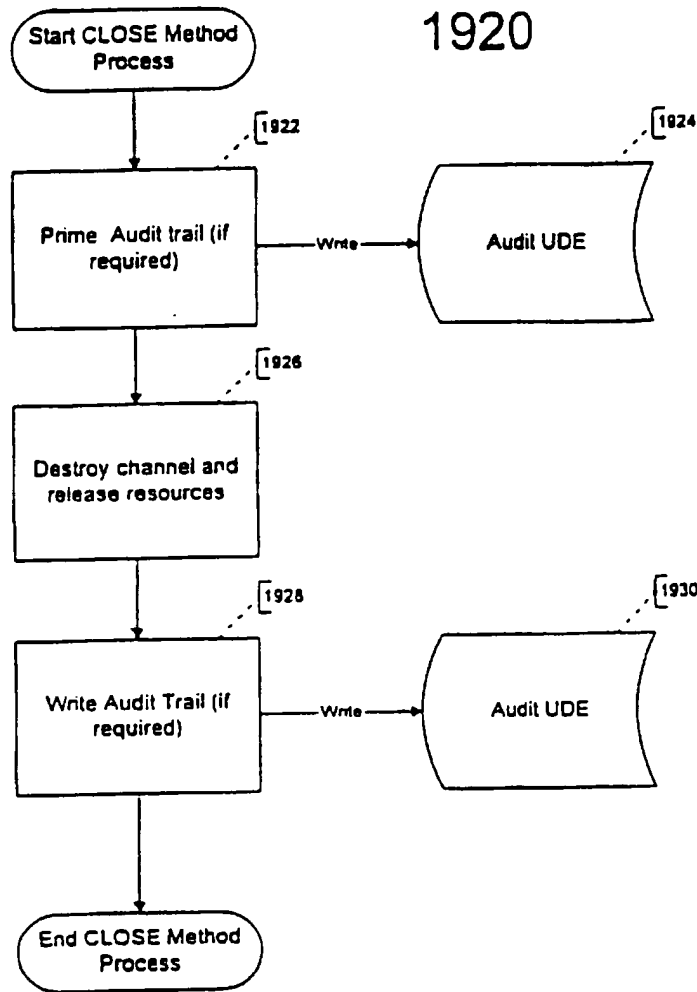 1920
Start CLOSE Method
Process
1922
1924
Prime Audit trail (if
required)
Write
Audit UDE
1926
Destroy channel and
release resources
1928
1930
Write Audit Trail (if
required)
Write
Audit UDE
End CLOSE Method
Process